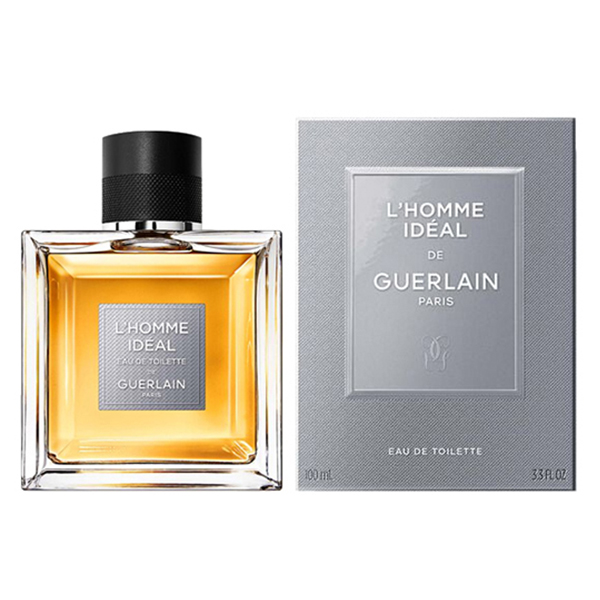 L'HOMME
IDÉAL
EAU DE TOILETTE
DE
GUERLAIN
PARIS
L'HOMME
IDÉAL
DE
GUERLAIN
PARIS
EAU DE TOILETTE
100 ml 3.3 FL.OZ